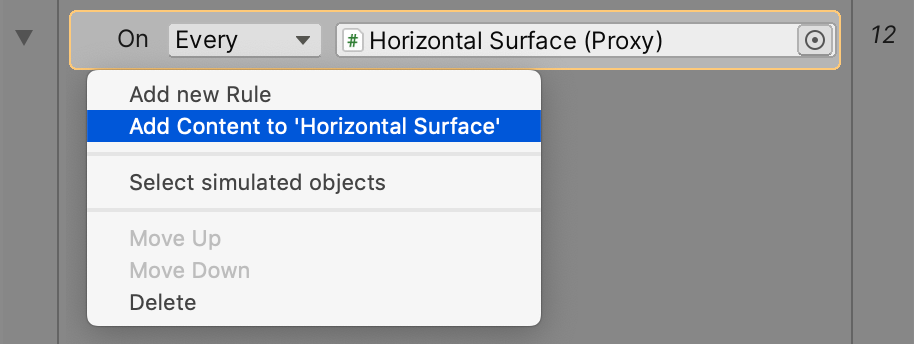 On Every # Horizontal Surface (Proxy) 12
Add new Rule
Add Content to 'Horizontal Surface'
Select simulated objects
Move Up
Move Down
Delete